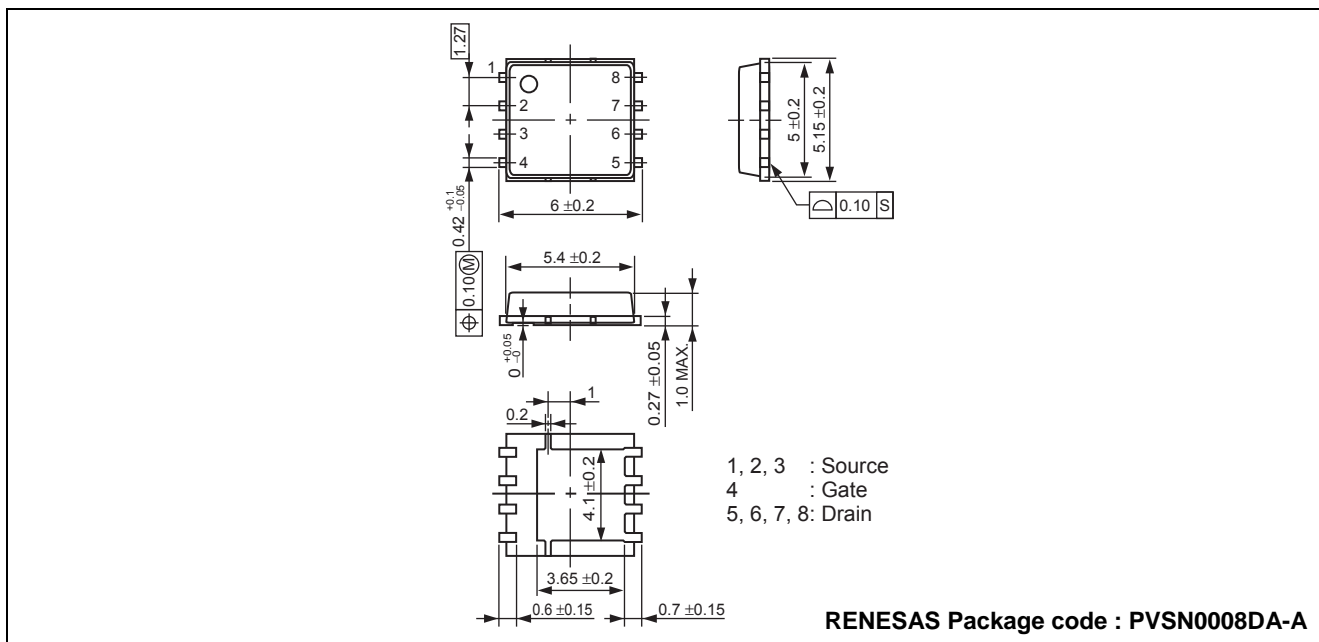 1.27
1
8
2
7
3
6
4
5
0.42 +0.1 −0.05
⌖ 0.10 Ⓜ
6 ±0.2
5 ±0.2
5.15 ±0.2
⌓ 0.10 S
5.4 ±0.2
0 +0.05 −0
0.27 ±0.05
1.0 MAX.
1
0.2
4.1 ±0.2
3.65 ±0.2
0.6 ±0.15
0.7 ±0.15
1, 2, 3 : Source
4 : Gate
5, 6, 7, 8: Drain
RENESAS Package code : PVSN0008DA-A